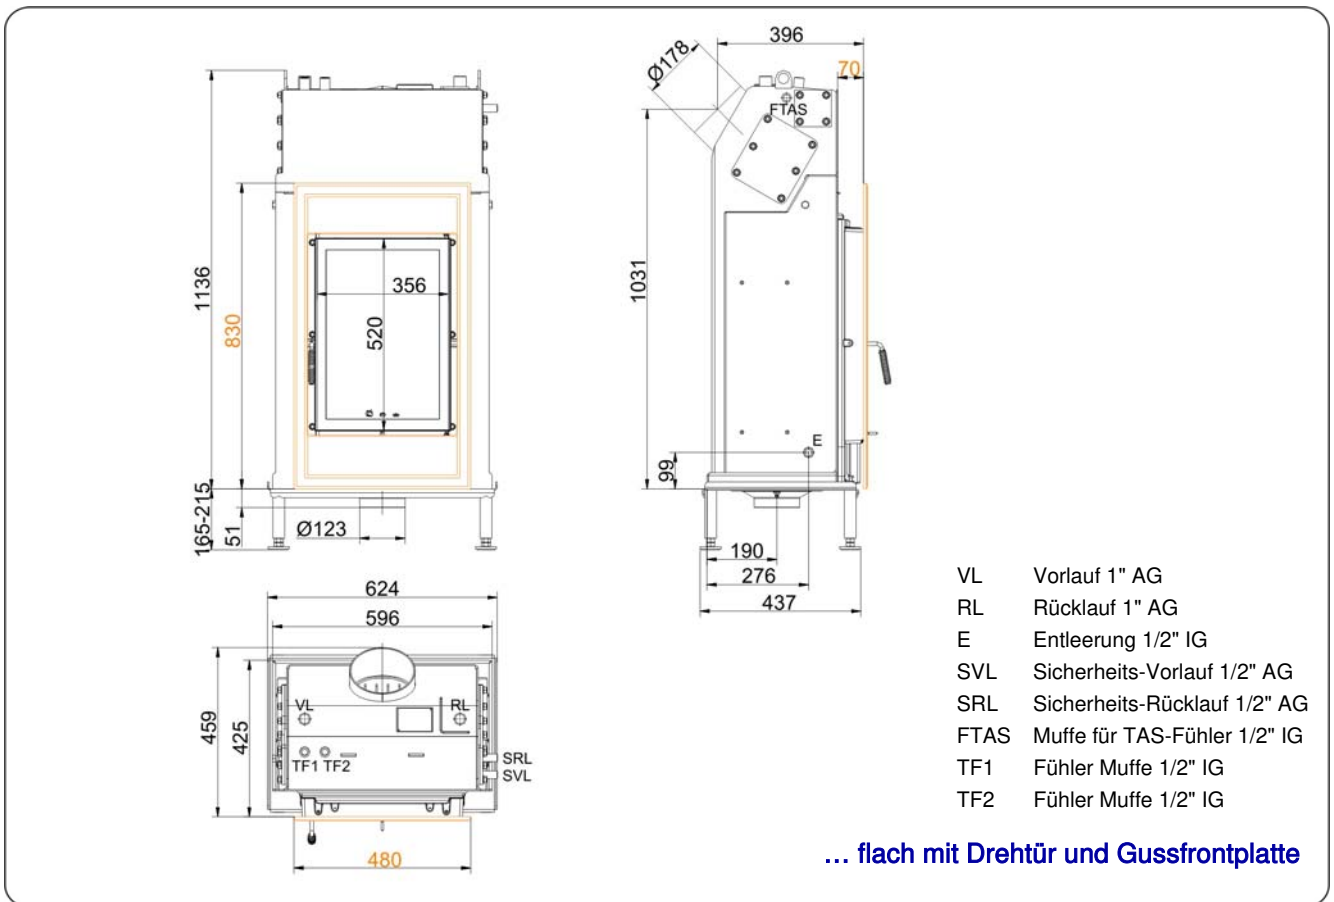 396
Ø178
70
FTAS
1136
830
356
520
1031
E
99
165-215
51
Ø123
190
276
437
624
596
459
425
VL
RL
TF1 TF2
SRL
SVL
480
VL Vorlauf 1" AG
RL Rücklauf 1" AG
E Entleerung 1/2" IG
SVL Sicherheits-Vorlauf 1/2" AG
SRL Sicherheits-Rücklauf 1/2" AG
FTAS Muffe für TAS-Fühler 1/2" IG
TF1 Fühler Muffe 1/2" IG
TF2 Fühler Muffe 1/2" IG
... flach mit Drehtür und Gussfrontplatte